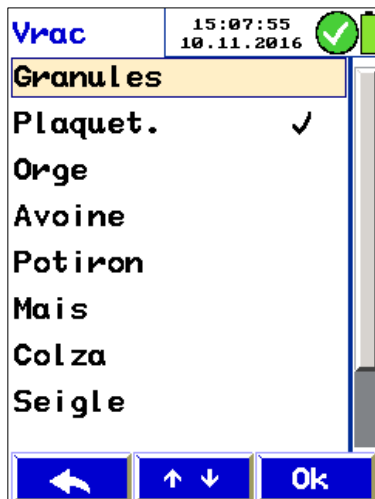 Vrac
15:07:55
10.11.2016
Granules
Plaquet.
Orge
Avoine
Potiron
Mais
Colza
Seigle
Ok